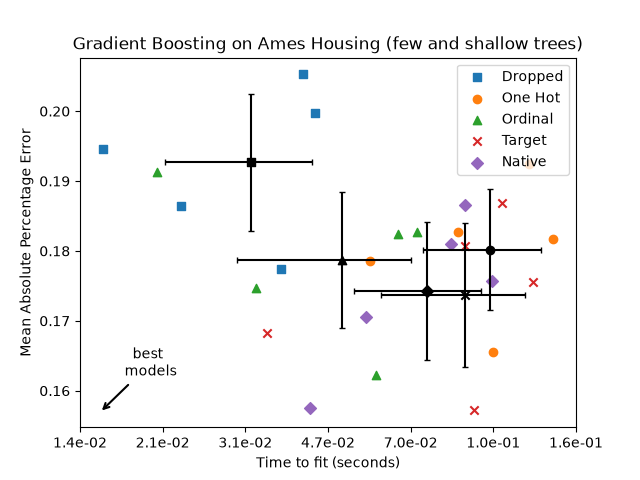 Gradient Boosting on Ames Housing (few and shallow trees)
Dropped
One Hot
Ordinal
Target
Native
0.20
0.19
0.18
0.17
0.16
Mean Absolute Percentage Error
best
models
1.4e-02 2.1e-02 3.1e-02 4.7e-02 7.0e-02 1.0e-01 1.6e-01
Time to fit (seconds)